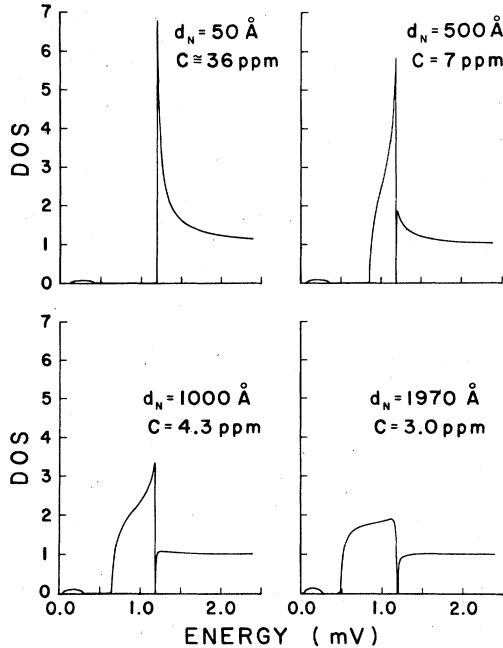 7
6
5
4
3
2
1
0
DOS
d_N = 50 Å
C ≅ 36 ppm
d_N = 500 Å
C = 7 ppm
7
6
5
4
3
2
1
0
DOS
d_N = 1000 Å
C = 4.3 ppm
d_N = 1970 Å
C = 3.0 ppm
0.0 1.0 2.0 0.0 1.0 2.0
ENERGY (mV)